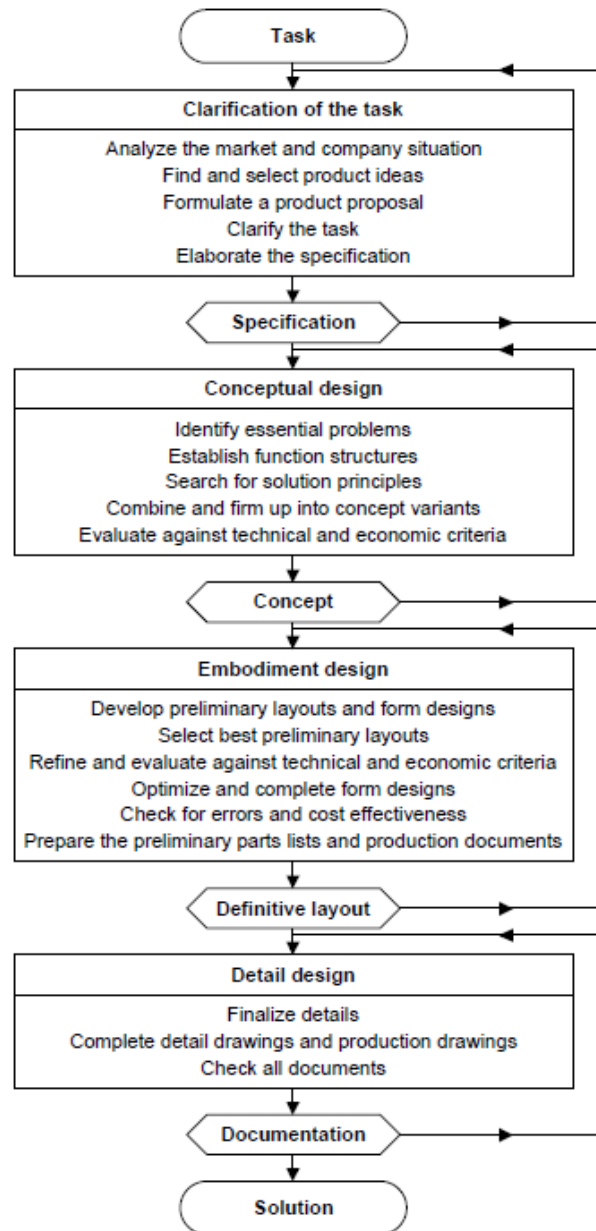 Task
Clarification of the task
Analyze the market and company situation
Find and select product ideas
Formulate a product proposal
Clarify the task
Elaborate the specification
Specification
Conceptual design
Identify essential problems
Establish function structures
Search for solution principles
Combine and firm up into concept variants
Evaluate against technical and economic criteria
Concept
Embodiment design
Develop preliminary layouts and form designs
Select best preliminary layouts
Refine and evaluate against technical and economic criteria
Optimize and complete form designs
Check for errors and cost effectiveness
Prepare the preliminary parts lists and production documents
Definitive layout
Detail design
Finalize details
Complete detail drawings and production drawings
Check all documents
Documentation
Solution